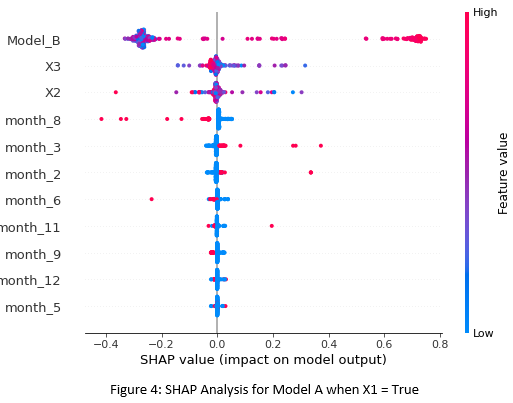 High
Model_B
X3
X2
month_8
month_3
month_2
month_6
month_11
month_9
month_12
month_5
Low
Feature value
−0.4 −0.2 0.0 0.2 0.4 0.6 0.8
SHAP value (impact on model output)
Figure 4: SHAP Analysis for Model A when X1 = True